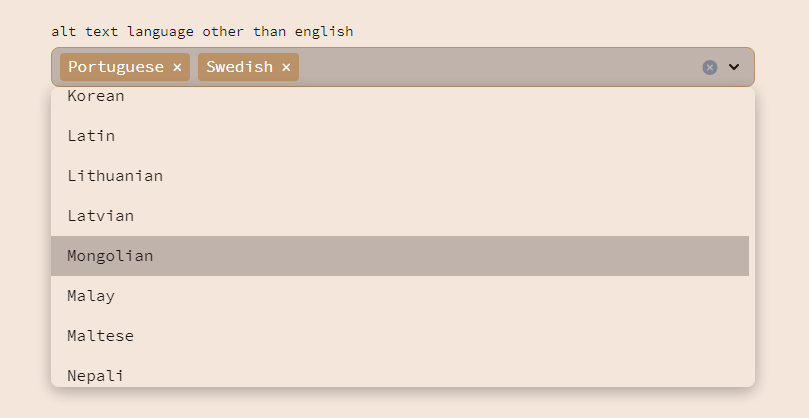 alt text language other than english
Portuguese × Swedish ×
Korean
Latin
Lithuanian
Latvian
Mongolian
Malay
Maltese
Nepali